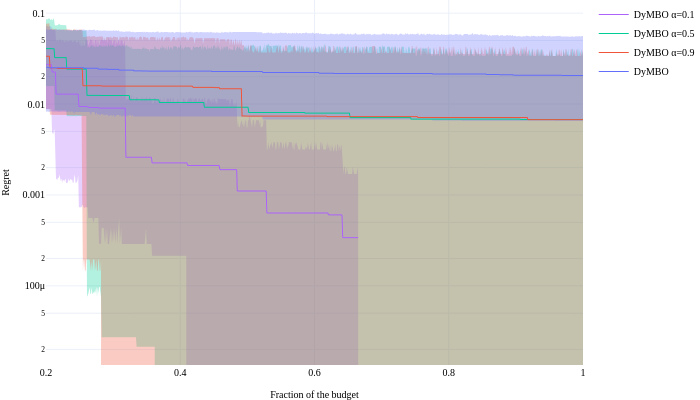 0.1
5
2
0.01
5
2
0.001
5
2
100μ
5
2
Regret
0.2
0.4
0.6
0.8
1
Fraction of the budget
DyMBO α=0.1
DyMBO α=0.5
DyMBO α=0.9
DyMBO